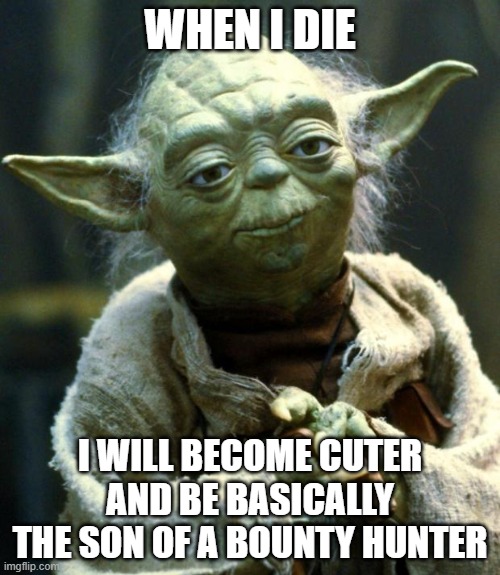 WHEN I DIE
I WILL BECOME CUTER
AND BE BASICALLY
THE SON OF A BOUNTY HUNTER
imgflip.com